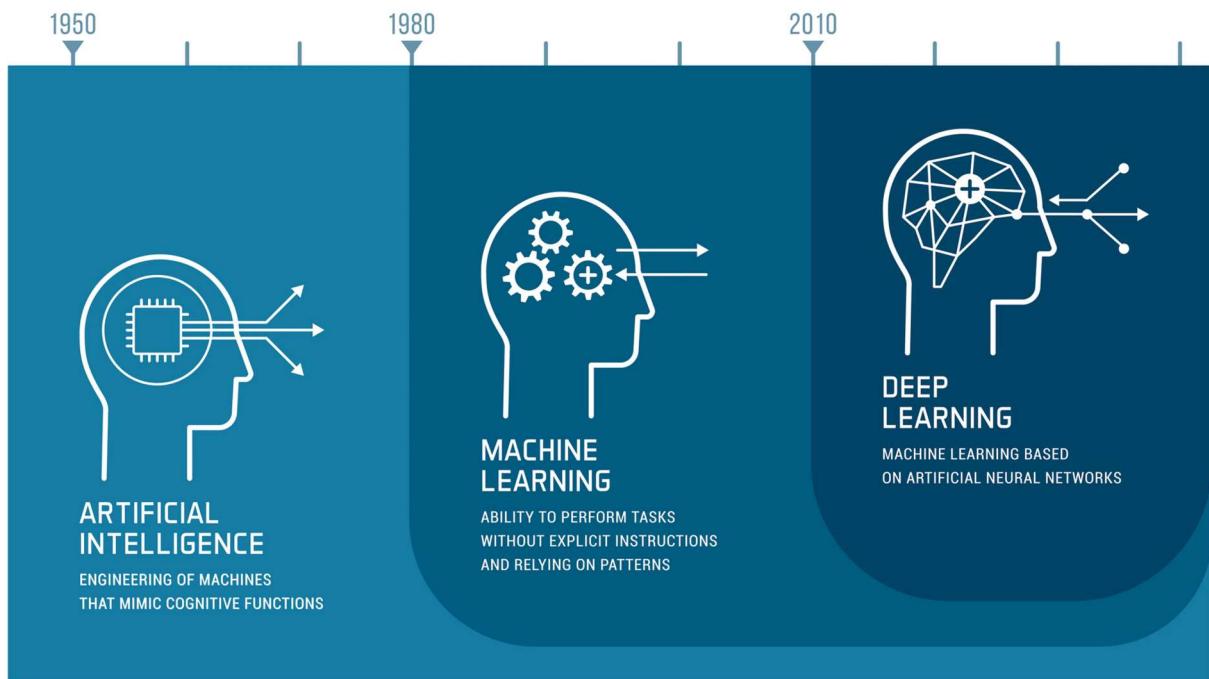 1950
1980
2010
ARTIFICIAL
INTELLIGENCE
ENGINEERING OF MACHINES
THAT MIMIC COGNITIVE FUNCTIONS
MACHINE
LEARNING
ABILITY TO PERFORM TASKS
WITHOUT EXPLICIT INSTRUCTIONS
AND RELYING ON PATTERNS
DEEP
LEARNING
MACHINE LEARNING BASED
ON ARTIFICIAL NEURAL NETWORKS